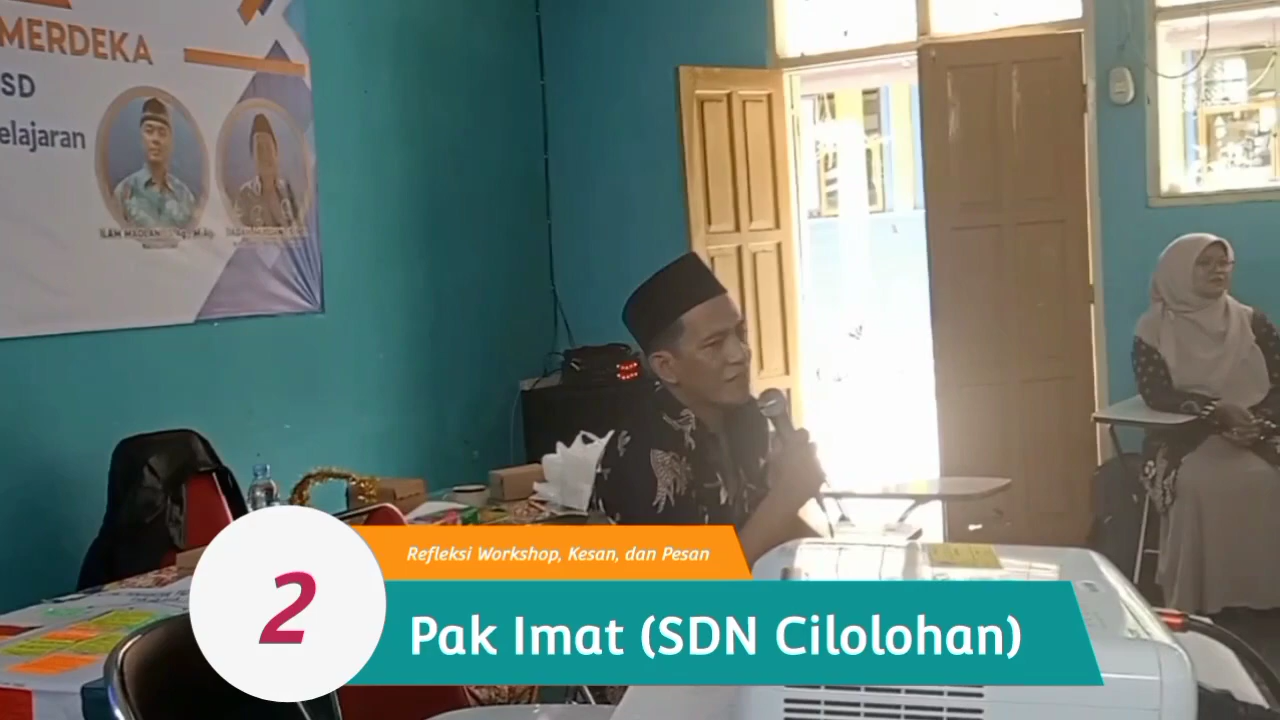 MERDEKA
SD
elajaran
Refleksi Workshop, Kesan, dan Pesan
2
Pak Imat (SDN Cilolohan)